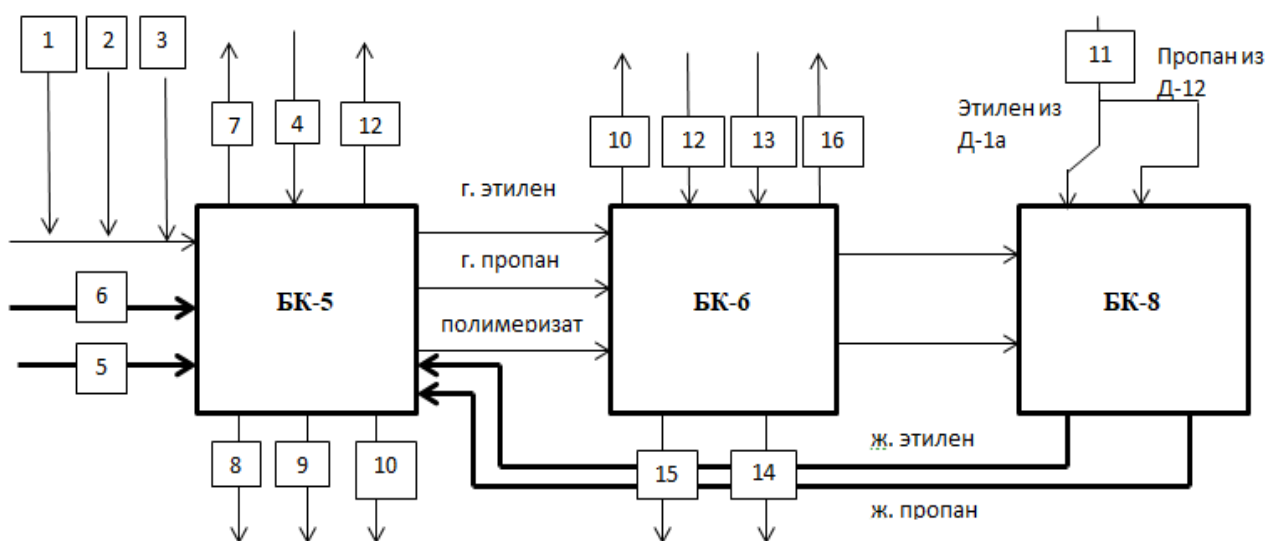 1 2 3
7 4 12
10 12 13 16
11
Пропан из
Д-12
Этилен из
Д-1а
г. этилен
г. пропан
полимеризат
6
5
БК-5
БК-6
БК-8
8 9 10
15 14
ж. этилен
ж. пропан